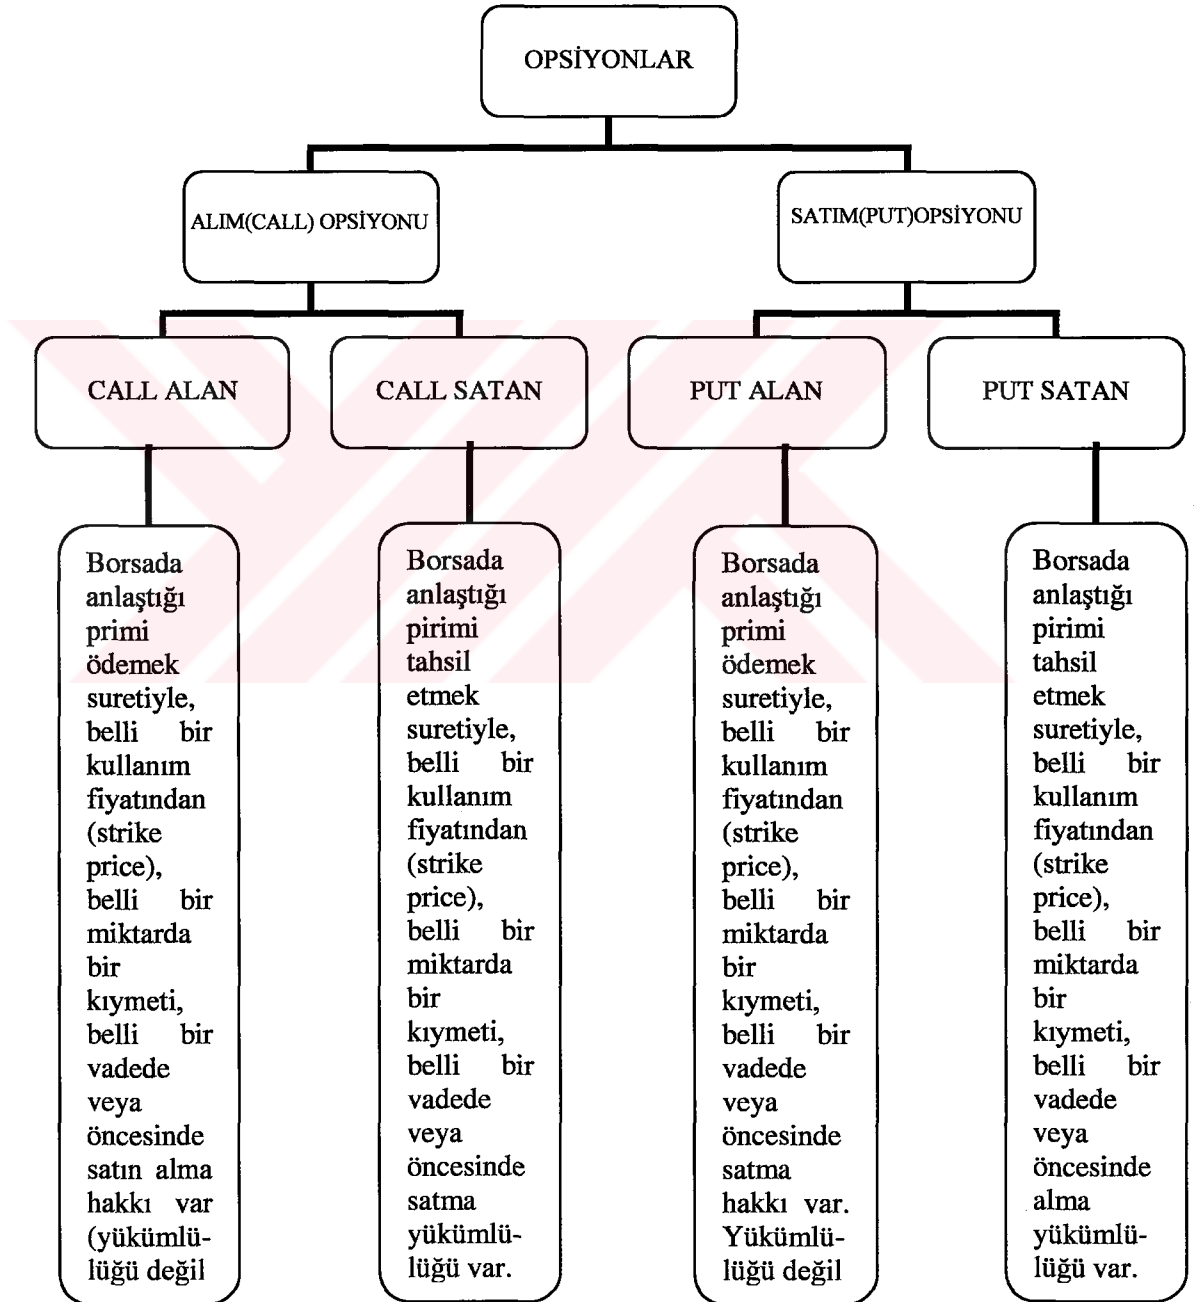 OPSİYONLAR
ALIM(CALL) OPSİYONU
SATIM(PUT)OPSİYONU
CALL ALAN
CALL SATAN
PUT ALAN
PUT SATAN
Borsada
anlaştığı
primi
ödemek
suretiyle,
belli bir
kullanım
fiyatından
(strike
price),
belli bir
miktarda
bir
kıymeti,
belli bir
vadede
veya
öncesinde
satın alma
hakkı var
(yükümlü-
lüğü değil
Borsada
anlaştığı
pirimi
tahsil
etmek
suretiyle,
belli bir
kullanım
fiyatından
(strike
price),
belli bir
miktarda
bir
kıymeti,
belli bir
vadede
veya
öncesinde
satma
yükümlü-
lüğü var.
Borsada
anlaştığı
primi
ödemek
suretiyle,
belli bir
kullanım
fiyatından
(strike
price),
belli bir
miktarda
bir
kıymeti,
belli bir
vadede
veya
öncesinde
satma
hakkı var.
Yükümlü-
lüğü değil
Borsada
anlaştığı
pirimi
tahsil
etmek
suretiyle,
belli bir
kullanım
fiyatından
(strike
price),
belli bir
miktarda
bir
kıymeti,
belli bir
vadede
veya
öncesinde
alma
yükümlü-
lüğü var.